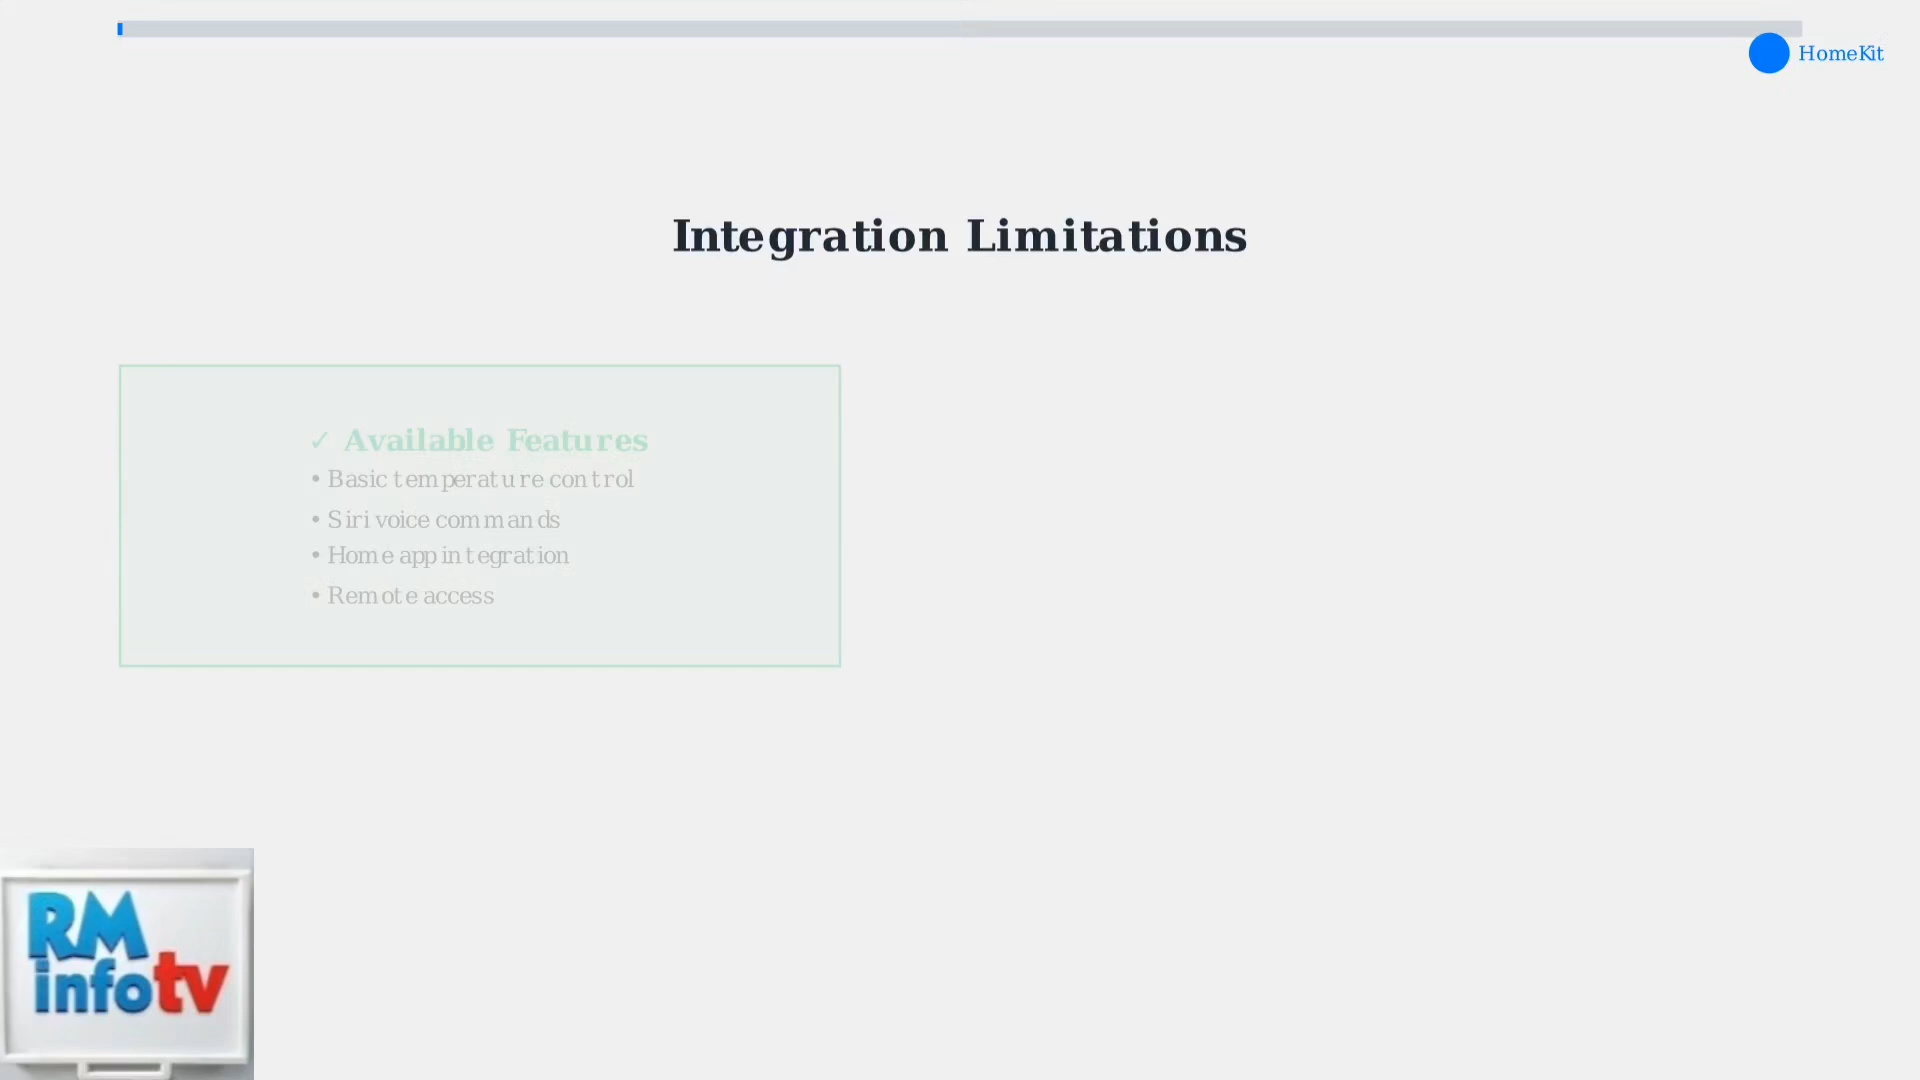 HomeKit
Integration Limitations
✓ Available Features
• Basic temperature control
• Siri voice commands
• Home app integration
• Remote access
RM
infotv